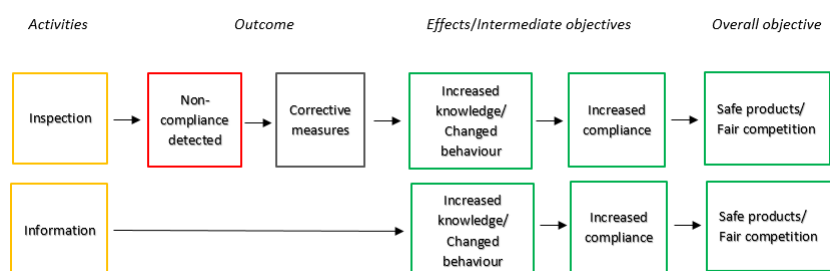 Activities
Outcome
Effects/Intermediate objectives
Overall objective
Inspection
Non-
compliance
detected
Corrective
measures
Increased
knowledge/
Changed
behaviour
Increased
compliance
Safe products/
Fair competition
Information
Increased
knowledge/
Changed
behaviour
Increased
compliance
Safe products/
Fair competition